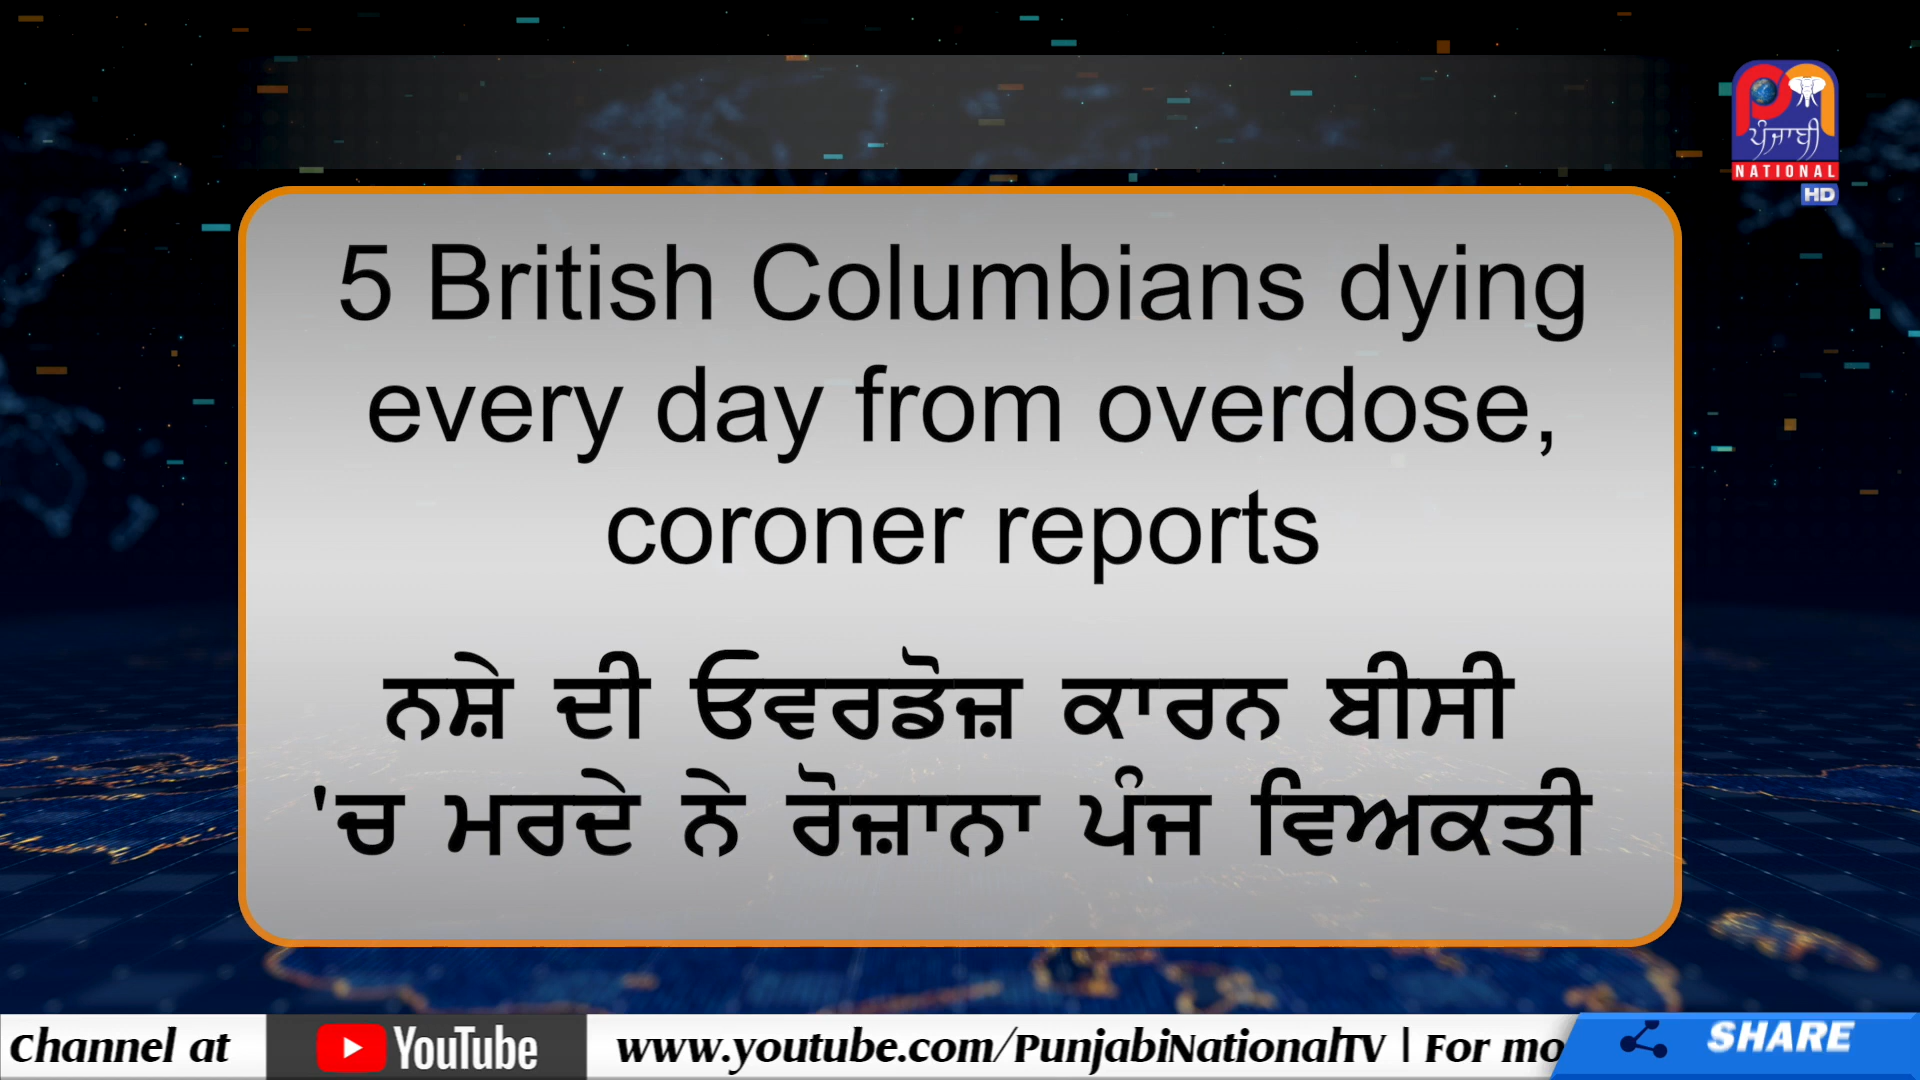 ਪੰਜਾਬੀ
NATIONAL
HD
5 British Columbians dying
every day from overdose,
coroner reports
ਨਸ਼ੇ ਦੀ ਓਵਰਡੋਜ਼ ਕਾਰਨ ਬੀਸੀ
'ਚ ਮਰਦੇ ਨੇ ਰੋਜ਼ਾਨਾ ਪੰਜ ਵਿਅਕਤੀ
Channel at YouTube www.youtube.com/PunjabiNationalTV | For mo SHARE